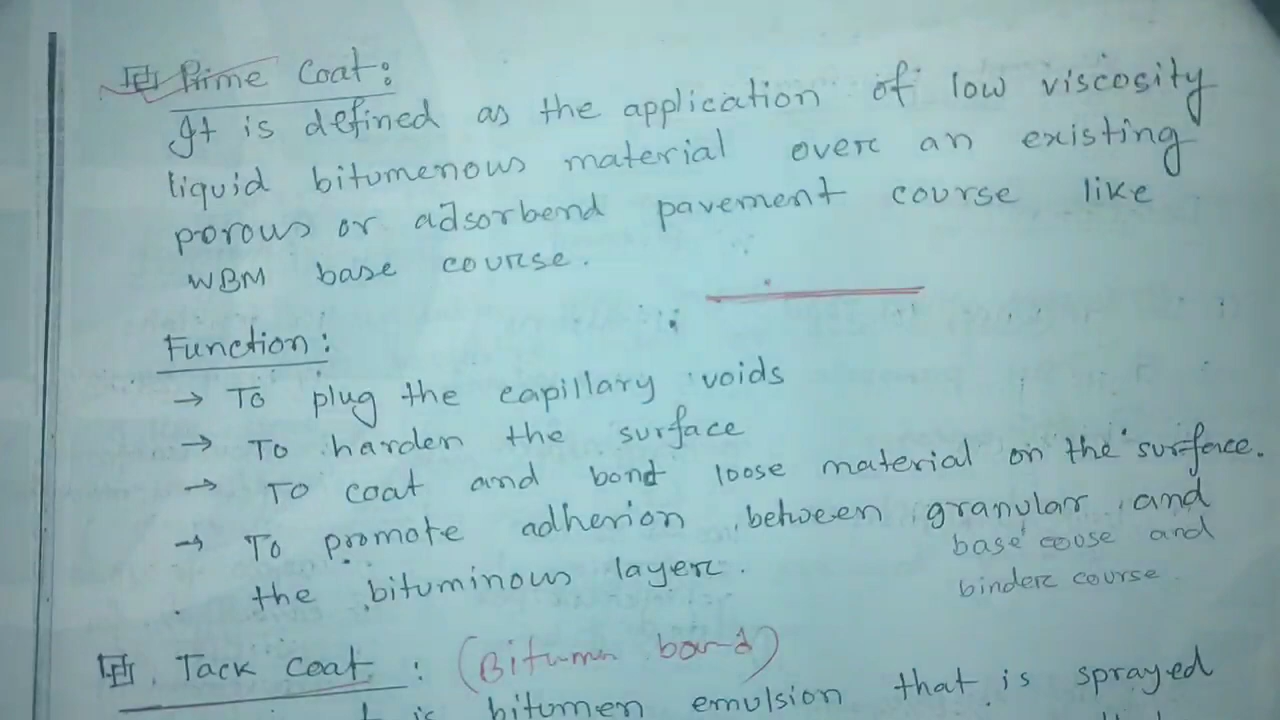 Prime Coat:
It is defined as the application of low viscosity
liquid bitumenous material over an existing
porous or adsorbend pavement course like
WBM base course.
Function:
→ To plug the capillary voids
→ To harden the surface
→ To coat and bond loose material on the surface.
→ To promote adherion between granular and
base couse and
binder course
the bituminous layer.
Tack Coat: (Bitumen bond)
is bitumen emulsion that is sprayed